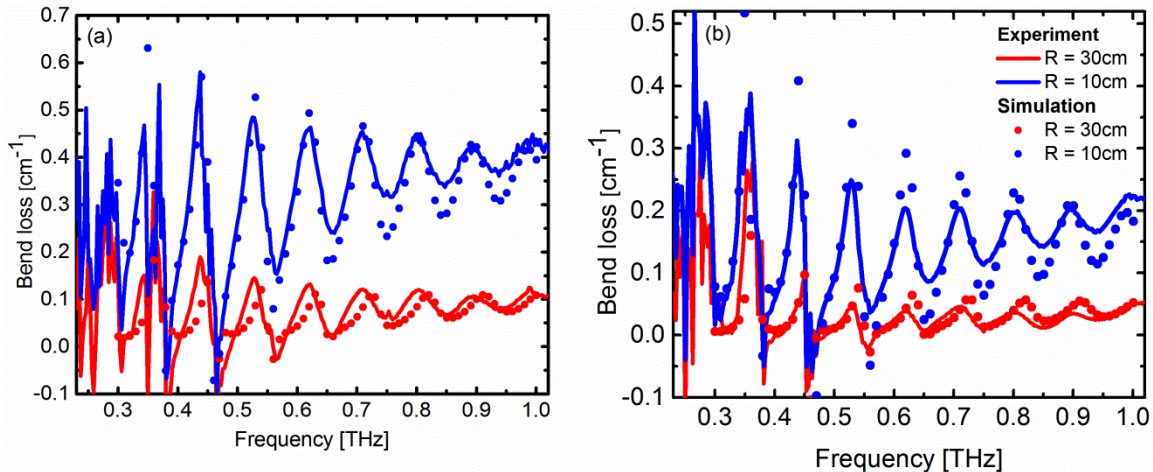 (a)
0.7
0.6
0.5
0.4
0.3
0.2
0.1
0.0
-0.1
Bend loss [cm⁻¹]
0.3 0.4 0.5 0.6 0.7 0.8 0.9 1.0
Frequency [THz]
(b)
0.5
0.4
0.3
0.2
0.1
0.0
-0.1
Bend loss [cm⁻¹]
0.3 0.4 0.5 0.6 0.7 0.8 0.9 1.0
Frequency [THz]
Experiment
R = 30cm
R = 10cm
Simulation
R = 30cm
R = 10cm